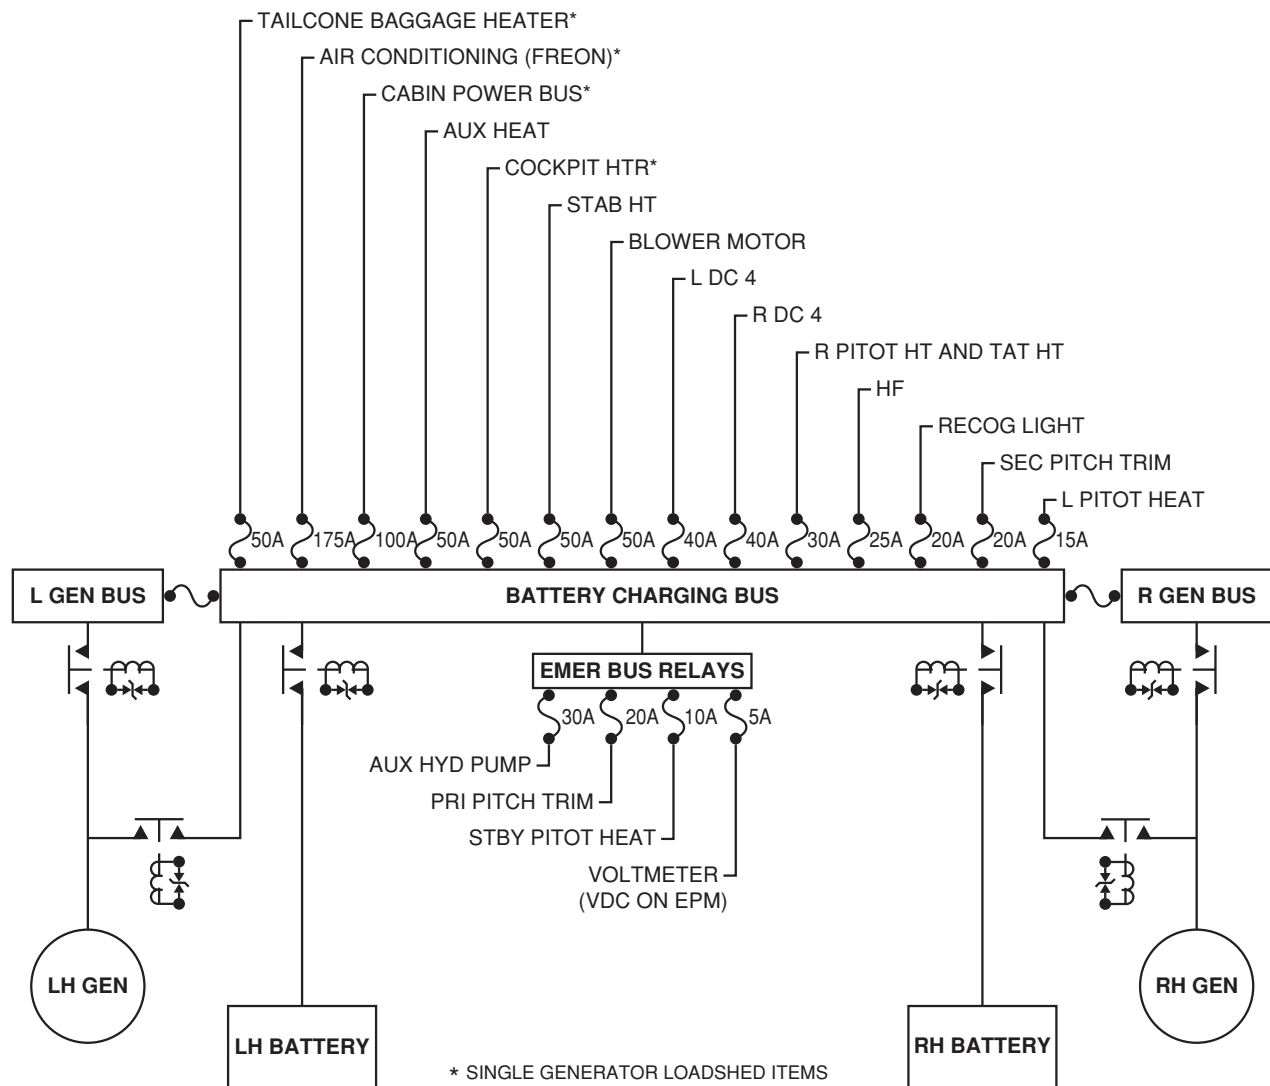 TAILCONE BAGGAGE HEATER*
AIR CONDITIONING (FREON)*
CABIN POWER BUS*
AUX HEAT
COCKPIT HTR*
STAB HT
BLOWER MOTOR
L DC 4
R DC 4
R PITOT HT AND TAT HT
HF
RECOG LIGHT
SEC PITCH TRIM
L PITOT HEAT
50A 175A 100A 50A 50A 50A 50A 40A 40A 30A 25A 20A 20A 15A
L GEN BUS BATTERY CHARGING BUS R GEN BUS
EMER BUS RELAYS
30A 20A 10A 5A
AUX HYD PUMP
PRI PITCH TRIM
STBY PITOT HEAT
VOLTMETER
(VDC ON EPM)
LH GEN RH GEN
LH BATTERY RH BATTERY
* SINGLE GENERATOR LOADSHED ITEMS